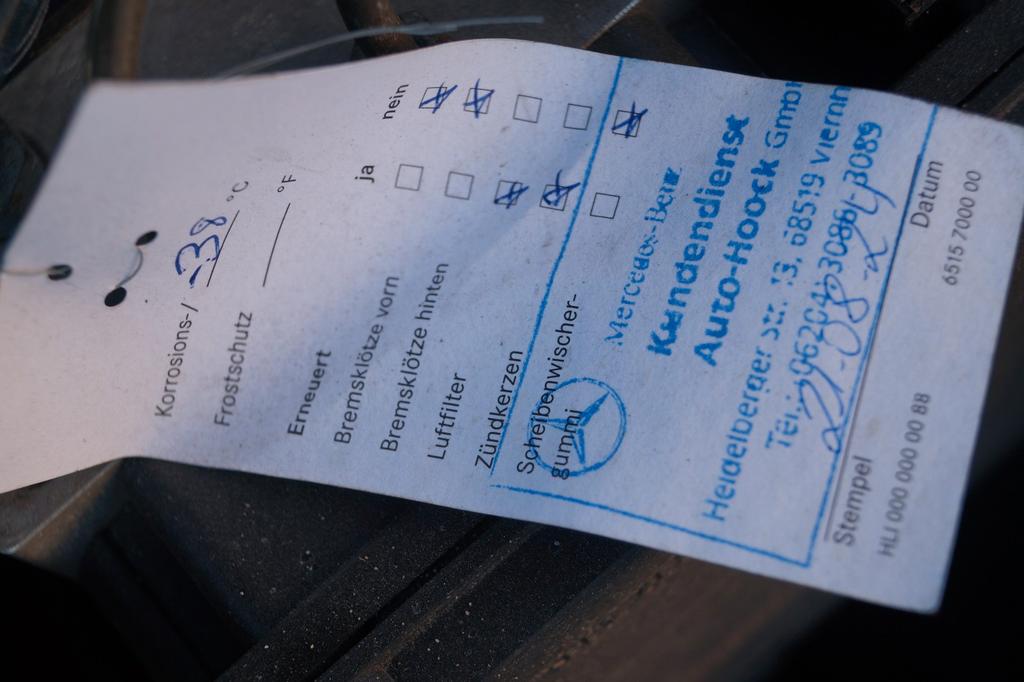 Korrosions-/ -38 °C
Frostschutz °F
Erneuert ja nein
Bremsklötze vorn
Bremsklötze hinten
Luftfilter
Zündkerzen
Scheibenwischer-
gummi
Mercedes-Benz
Kundendienst
Auto-Hoock GmbH
Heidelberger Str. 13, 68519 Viernh
Tel.: 06204 3086 3089
Stempel Datum
HLI 000 000 00 88 6515 7000 00